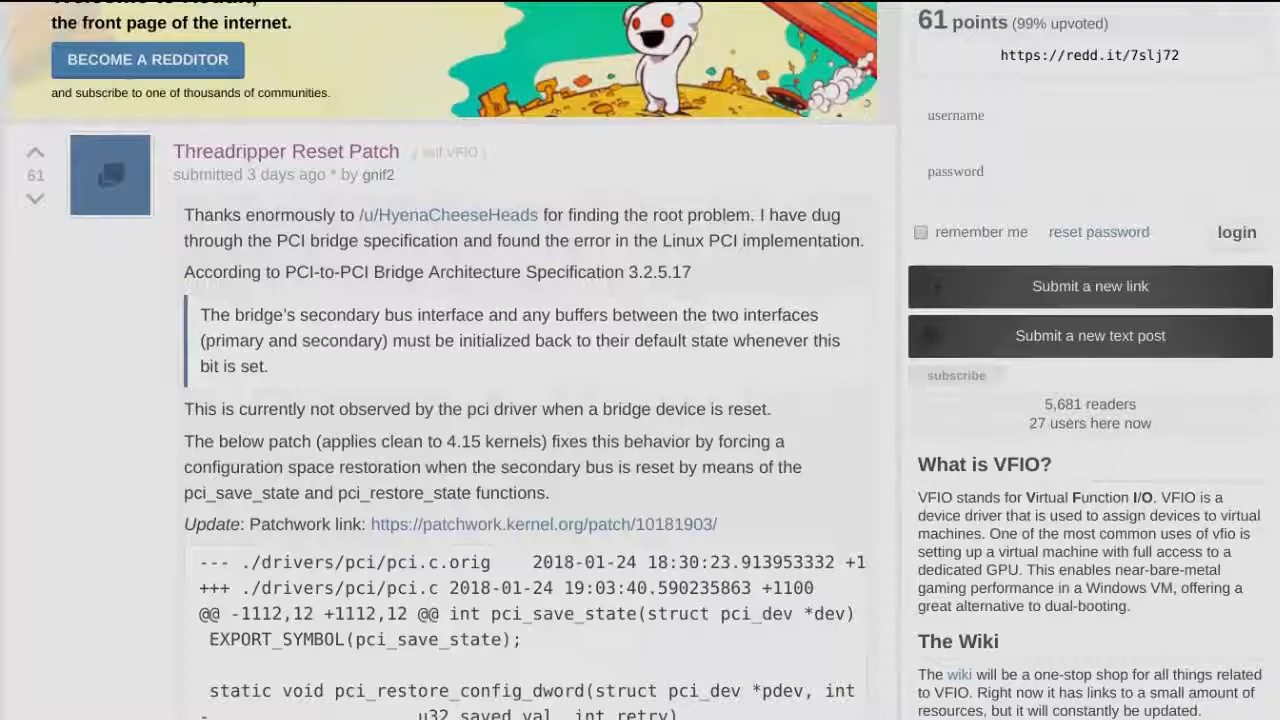 the front page of the internet.
BECOME A REDDITOR
and subscribe to one of thousands of communities.
61
Threadripper Reset Patch
submitted 3 days ago * by gnif2
Thanks enormously to /u/HyenaCheeseHeads for finding the root problem. I have dug
through the PCI bridge specification and found the error in the Linux PCI implementation.
According to PCI-to-PCI Bridge Architecture Specification 3.2.5.17
The bridge's secondary bus interface and any buffers between the two interfaces
(primary and secondary) must be initialized back to their default state whenever this
bit is set.
This is currently not observed by the pci driver when a bridge device is reset.
The below patch (applies clean to 4.15 kernels) fixes this behavior by forcing a
configuration space restoration when the secondary bus is reset by means of the
pci_save_state and pci_restore_state functions.
Update: Patchwork link: https://patchwork.kernel.org/patch/10181903/
--- ./drivers/pci/pci.c.orig    2018-01-24 18:30:23.913953332 +1
+++ ./drivers/pci/pci.c 2018-01-24 19:03:40.590235863 +1100
@@ -1112,12 +1112,12 @@ int pci_save_state(struct pci_dev *dev)
EXPORT_SYMBOL(pci_save_state);
static void pci_restore_config_dword(struct pci_dev *pdev, int
-                    u32 saved_val, int retry)
61 points (99% upvoted)
https://redd.it/7slj72
username
password
remember me reset password login
Submit a new link
Submit a new text post
subscribe
5,681 readers
27 users here now
What is VFIO?
VFIO stands for Virtual Function I/O. VFIO is a
device driver that is used to assign devices to virtual
machines. One of the most common uses of vfio is
setting up a virtual machine with full access to a
dedicated GPU. This enables near-bare-metal
gaming performance in a Windows VM, offering a
great alternative to dual-booting.
The Wiki
The wiki will be a one-stop shop for all things related
to VFIO. Right now it has links to a small amount of
resources, but it will constantly be updated.